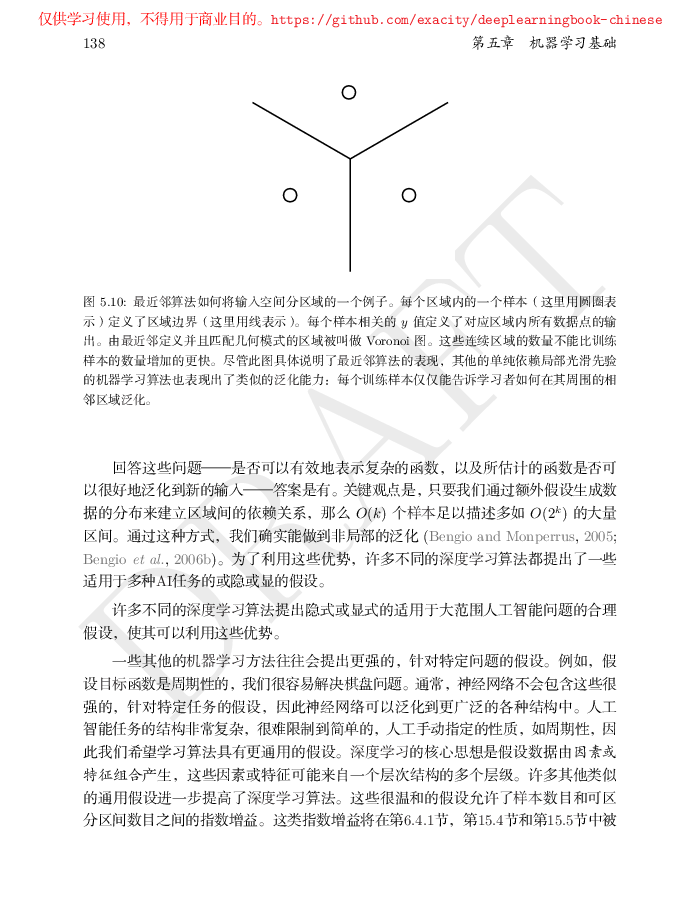 仅供学习使用，不得用于商业目的。https://github.com/exacity/deeplearningbook-chinese
138 第五章 机器学习基础
图 5.10: 最近邻算法如何将输入空间分区域的一个例子。每个区域内的一个样本（这里用圆圈表
示）定义了区域边界（这里用线表示）。每个样本相关的 y 值定义了对应区域内所有数据点的输
出。由最近邻定义并且匹配几何模式的区域被叫做 Voronoi 图。这些连续区域的数量不能比训练
样本的数量增加的更快。尽管此图具体说明了最近邻算法的表现，其他的单纯依赖局部光滑先验
的机器学习算法也表现出了类似的泛化能力：每个训练样本仅仅能告诉学习者如何在其周围的相
邻区域泛化。
回答这些问题——是否可以有效地表示复杂的函数，以及所估计的函数是否可
以很好地泛化到新的输入——答案是有。关键观点是，只要我们通过额外假设生成数
据的分布来建立区域间的依赖关系，那么 O(k) 个样本足以描述多如 O(2ᵏ) 的大量
区间。通过这种方式，我们确实能做到非局部的泛化 (Bengio and Monperrus, 2005;
Bengio et al., 2006b)。为了利用这些优势，许多不同的深度学习算法都提出了一些
适用于多种AI任务的或隐或显的假设。
许多不同的深度学习算法提出隐式或显式的适用于大范围人工智能问题的合理
假设，使其可以利用这些优势。
一些其他的机器学习方法往往会提出更强的，针对特定问题的假设。例如，假
设目标函数是周期性的，我们很容易解决棋盘问题。通常，神经网络不会包含这些很
强的，针对特定任务的假设，因此神经网络可以泛化到更广泛的各种结构中。人工
智能任务的结构非常复杂，很难限制到简单的，人工手动指定的性质，如周期性，因
此我们希望学习算法具有更通用的假设。深度学习的核心思想是假设数据由因素或
特征组合产生，这些因素或特征可能来自一个层次结构的多个层级。许多其他类似
的通用假设进一步提高了深度学习算法。这些很温和的假设允许了样本数目和可区
分区间数目之间的指数增益。这类指数增益将在第6.4.1节，第15.4节和第15.5节中被
DRAFT